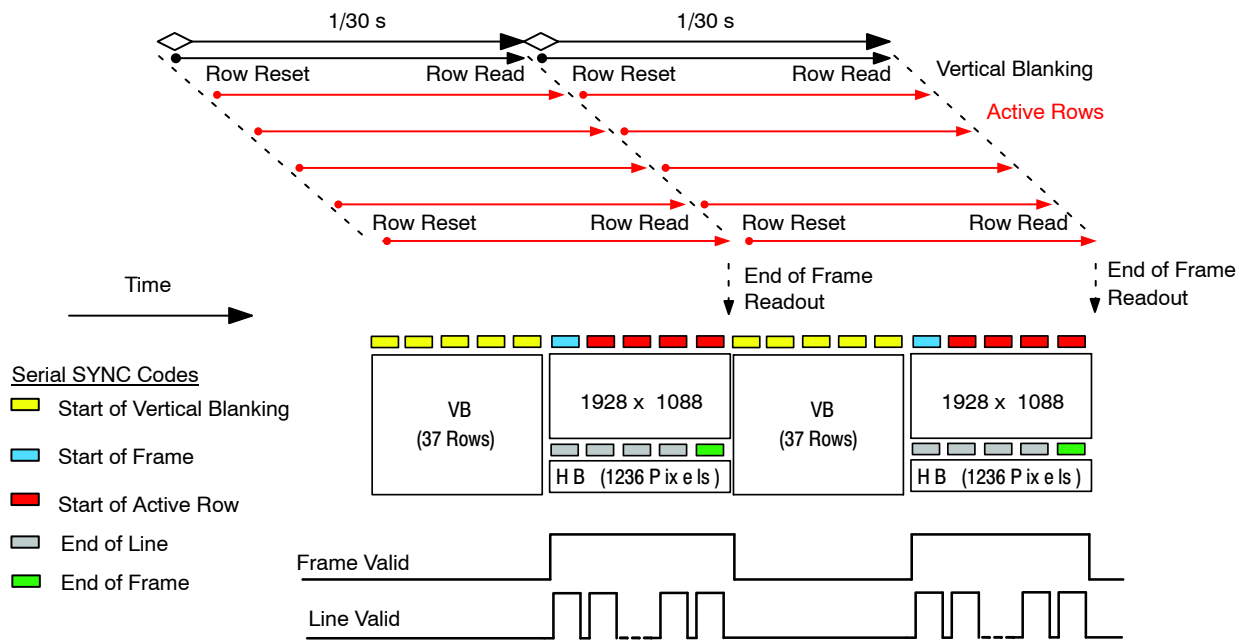 1/30 s
1/30 s
Row Reset
Row Read
Row Reset
Row Read
Vertical Blanking
Active Rows
Row Reset
Row Read
Row Reset
Row Read
End of Frame
Readout
End of Frame
Readout
Time
Serial SYNC Codes
Start of Vertical Blanking
Start of Frame
Start of Active Row
End of Line
End of Frame
VB
(37 Rows)
1928 x 1088
H B (1236 P ix e ls )
VB
(37 Rows)
1928 x 1088
H B (1236 P ix e ls )
Frame Valid
Line Valid